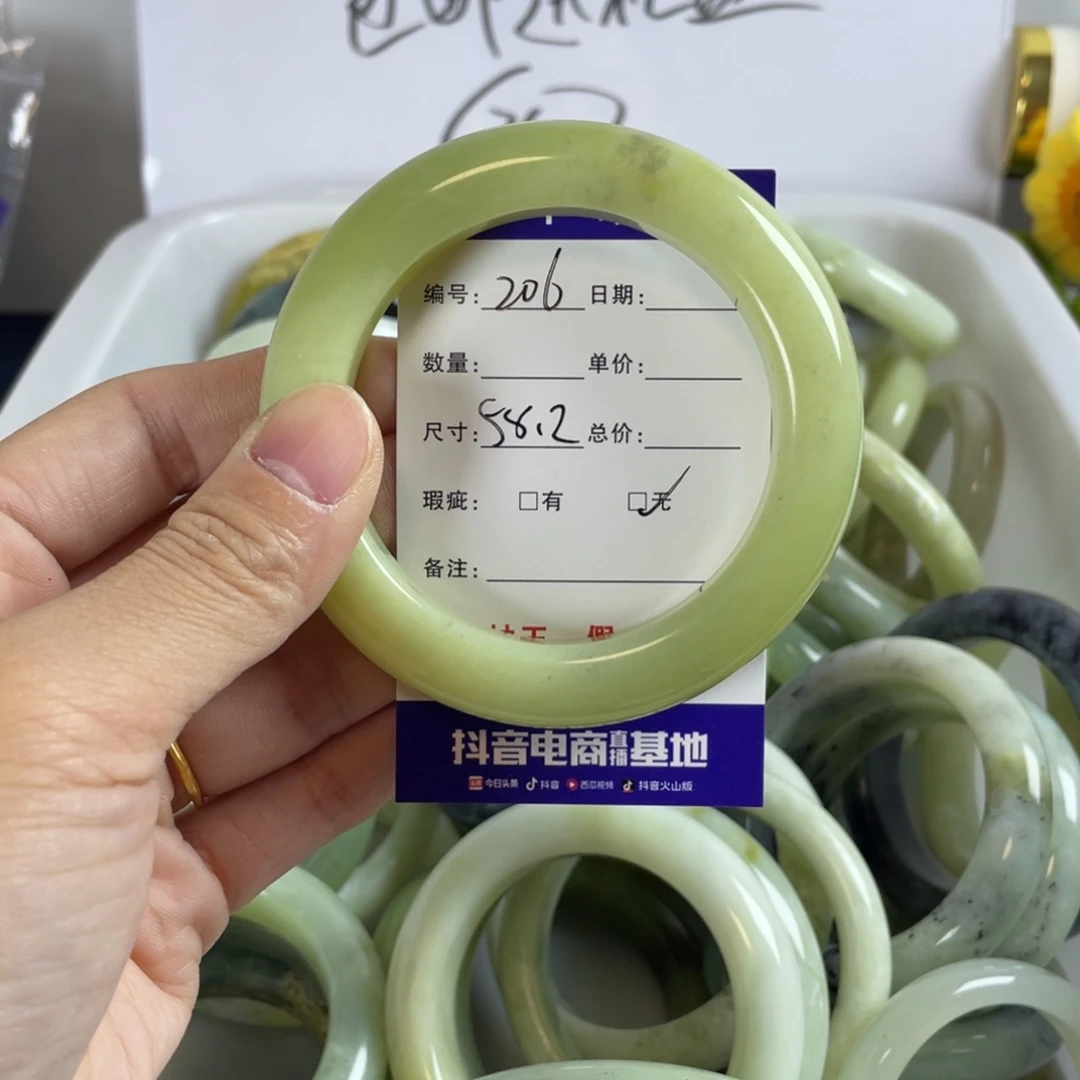 编号: 206 日期:
数量: 单价:
尺寸: 58.2 总价:
瑕疵: □有 □无
备注:
抖音电商直播基地
今日头条 抖音 西瓜视频 抖音火山版